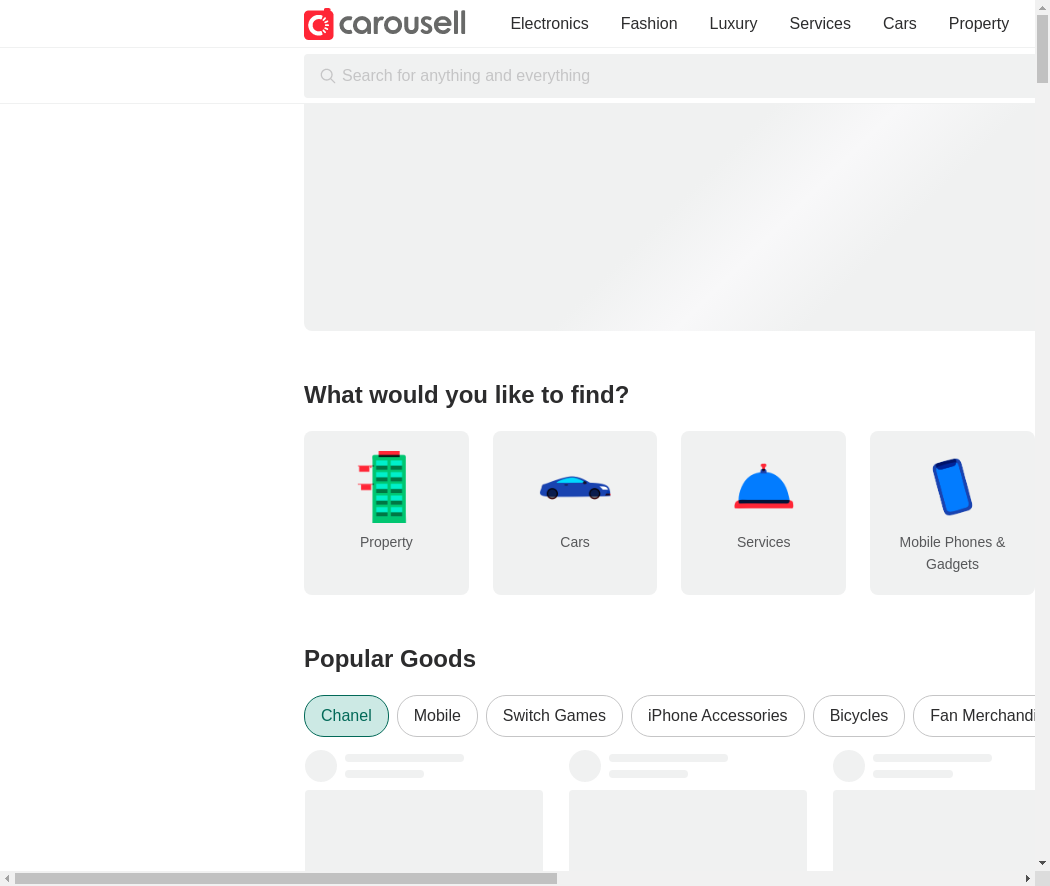 carousell
Electronics
Fashion
Luxury
Services
Cars
Property
Search for anything and everything
What would you like to find?
Property
Cars
Services
Mobile Phones &
Gadgets
Popular Goods
Chanel
Mobile
Switch Games
iPhone Accessories
Bicycles
Fan Merchandi